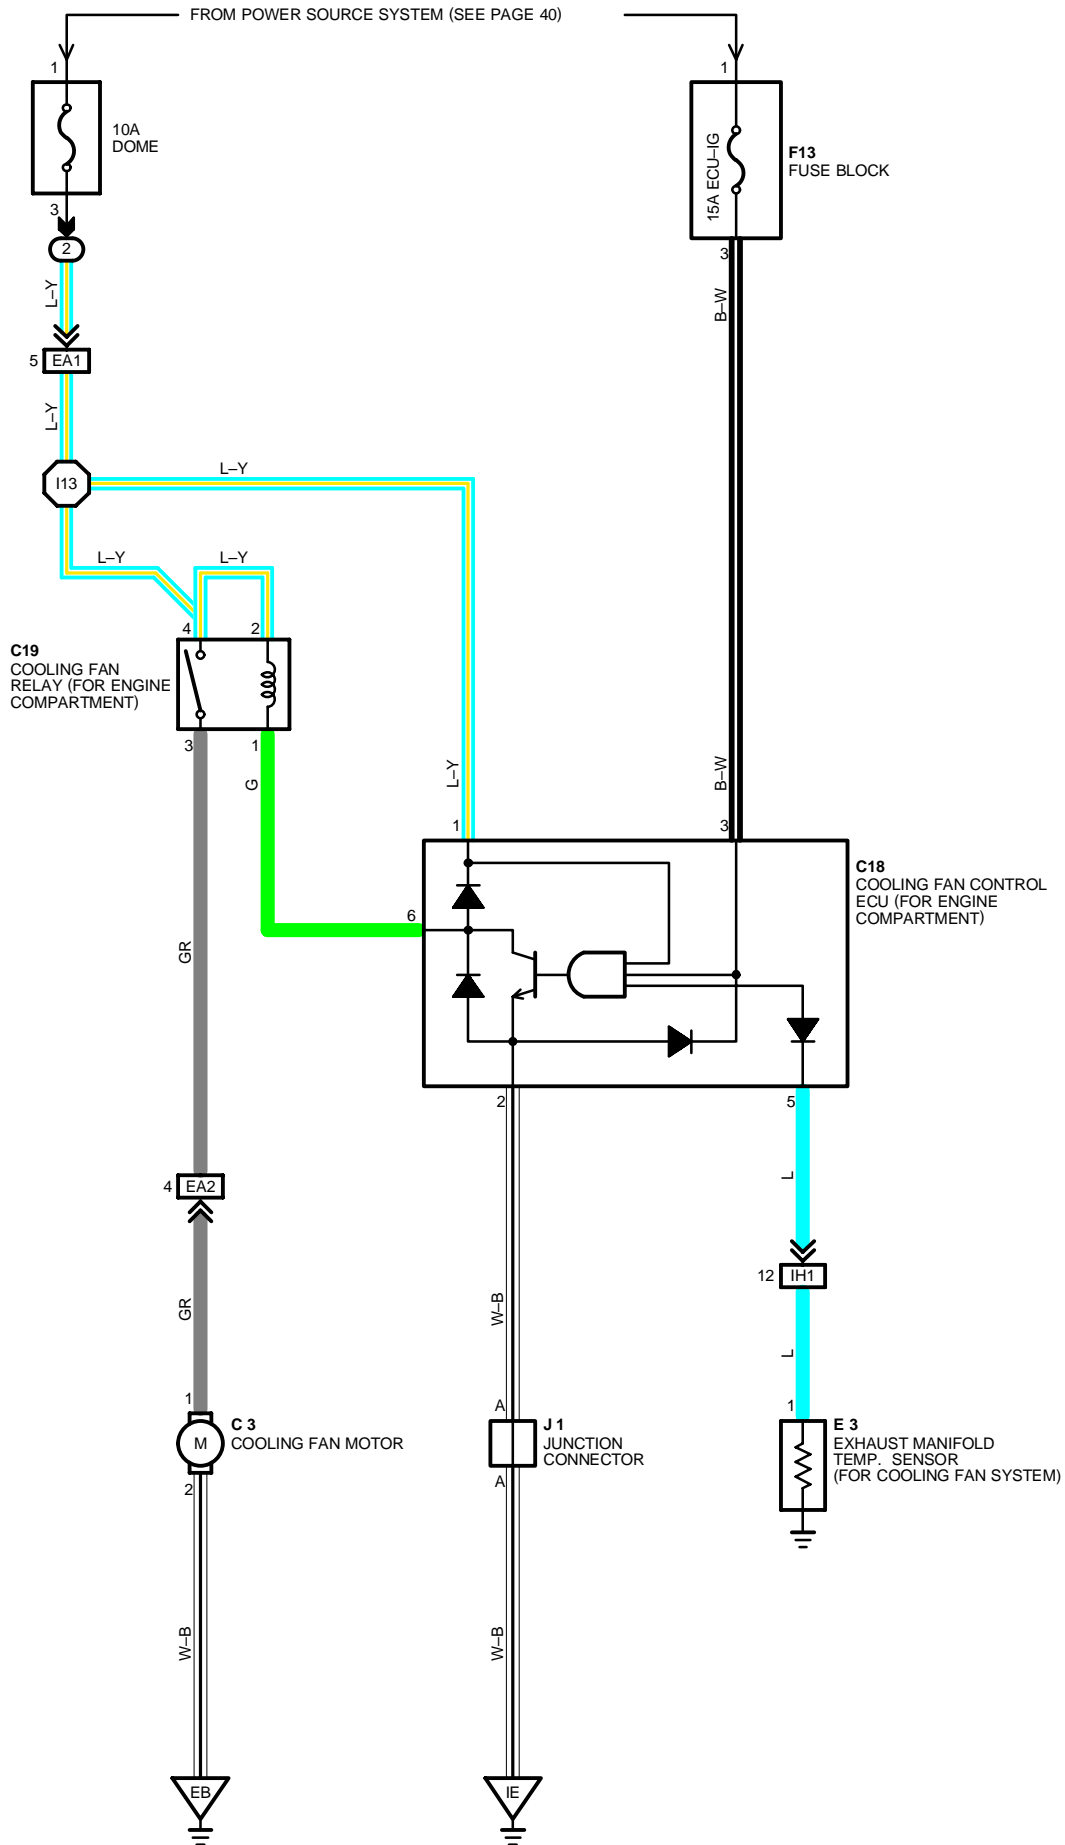 FROM POWER SOURCE SYSTEM (SEE PAGE 40)
1
1
10A
DOME
15A ECU–IG
F13
FUSE BLOCK
3
2
3
L–Y
B–W
5
EA1
L–Y
I13
L–Y
L–Y
L–Y
4
2
C19
COOLING FAN
RELAY (FOR ENGINE
COMPARTMENT)
3
1
G
L–Y
B–W
1
3
C18
COOLING FAN CONTROL
ECU (FOR ENGINE
COMPARTMENT)
6
GR
2
5
L
4
EA2
12
IH1
GR
W–B
L
1
A
1
C 3
COOLING FAN MOTOR
M
J 1
JUNCTION
CONNECTOR
E 3
EXHAUST MANIFOLD
TEMP. SENSOR
(FOR COOLING FAN SYSTEM)
2
A
W–B
W–B
EB
IE